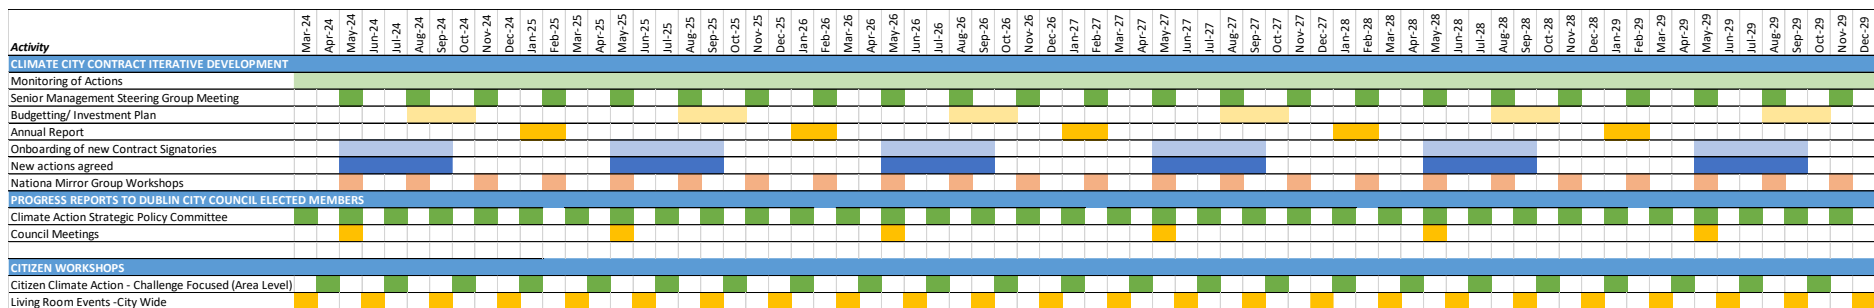 Activity Mar-24 Apr-24 May-24 Jun-24 Jul-24 Aug-24 Sep-24 Oct-24 Nov-24 Dec-24 Jan-25 Feb-25 Mar-25 Apr-25 May-25 Jun-25 Jul-25 Aug-25 Sep-25 Oct-25 Nov-25 Dec-25 Jan-26 Feb-26 Mar-26 Apr-26 May-26 Jun-26 Jul-26 Aug-26 Sep-26 Oct-26 Nov-26 Dec-26 Jan-27 Feb-27 Mar-27 Apr-27 May-27 Jun-27 Jul-27 Aug-27 Sep-27 Oct-27 Nov-27 Dec-27 Jan-28 Feb-28 Mar-28 Apr-28 May-28 Jun-28 Jul-28 Aug-28 Sep-28 Oct-28 Nov-28 Dec-28 Jan-29 Feb-29 Mar-29 Apr-29 May-29 Jun-29 Jul-29 Aug-29 Sep-29 Oct-29 Nov-29 Dec-29
CLIMATE CITY CONTRACT ITERATIVE DEVELOPMENT
Monitoring of Actions
Senior Management Steering Group Meeting
Budgetting/ Investment Plan
Annual Report
Onboarding of new Contract Signatories
New actions agreed
Nationa Mirror Group Workshops
PROGRESS REPORTS TO DUBLIN CITY COUNCIL ELECTED MEMBERS
Climate Action Strategic Policy Committee
Council Meetings
CITIZEN WORKSHOPS
Citizen Climate Action - Challenge Focused (Area Level)
Living Room Events -City Wide